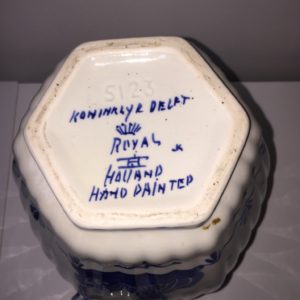 5123
KONINKLYK DELFT
ROYAL
HOLLAND
HAND PAINTED